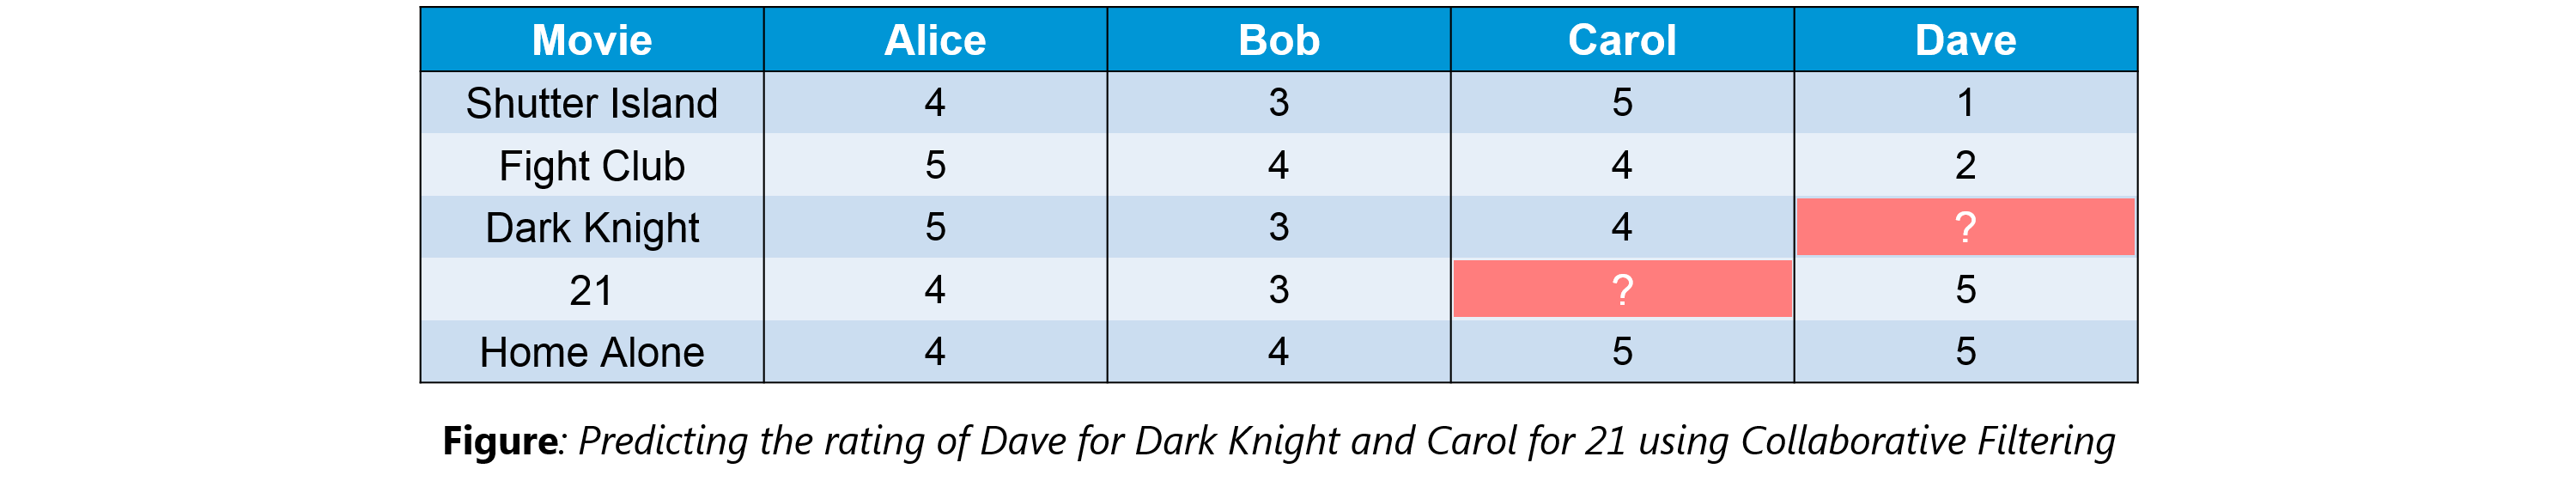 Movie Alice Bob Carol Dave
Shutter Island 4 3 5 1
Fight Club 5 4 4 2
Dark Knight 5 3 4 ?
21 4 3 ? 5
Home Alone 4 4 5 5
Figure: Predicting the rating of Dave for Dark Knight and Carol for 21 using Collaborative Filtering